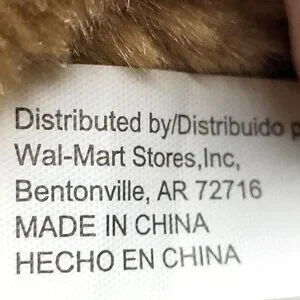 Distributed by/Distribuido p
Wal-Mart Stores,Inc,
Bentonville, AR 72716
MADE IN CHINA
HECHO EN CHINA